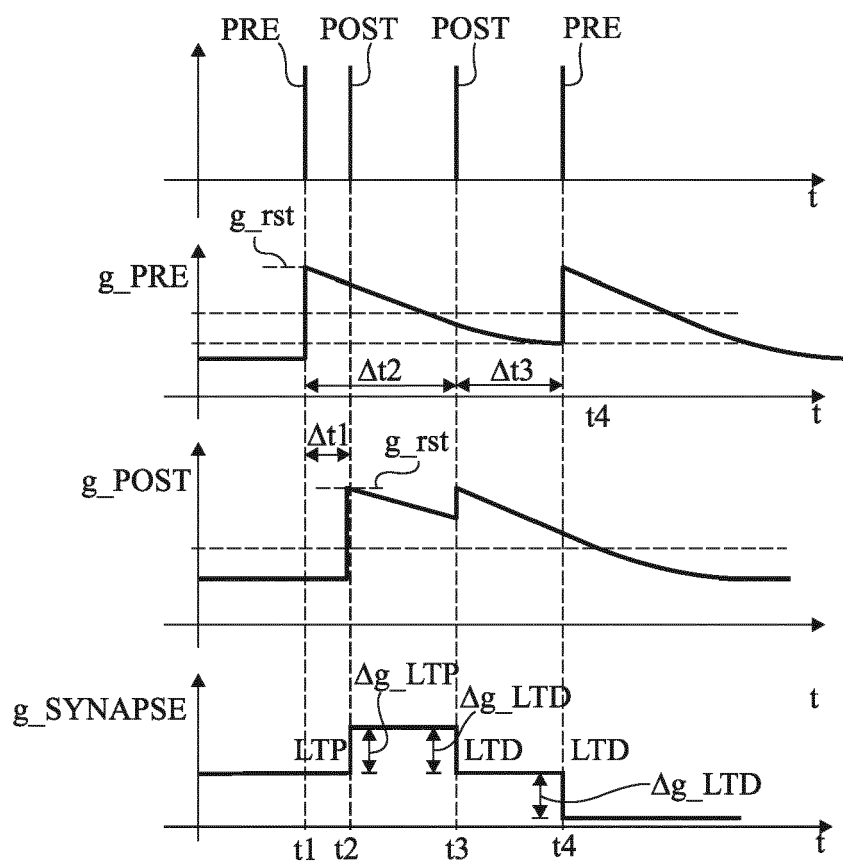 PRE POST POST PRE
t
g_rst
g_PRE
Δt2 Δt3
t4 t
Δt1
g_rst
g_POST
t
Δg_LTP
Δg_LTD
g_SYNAPSE
LTP LTD LTD
Δg_LTD
t1 t2 t3 t4 t